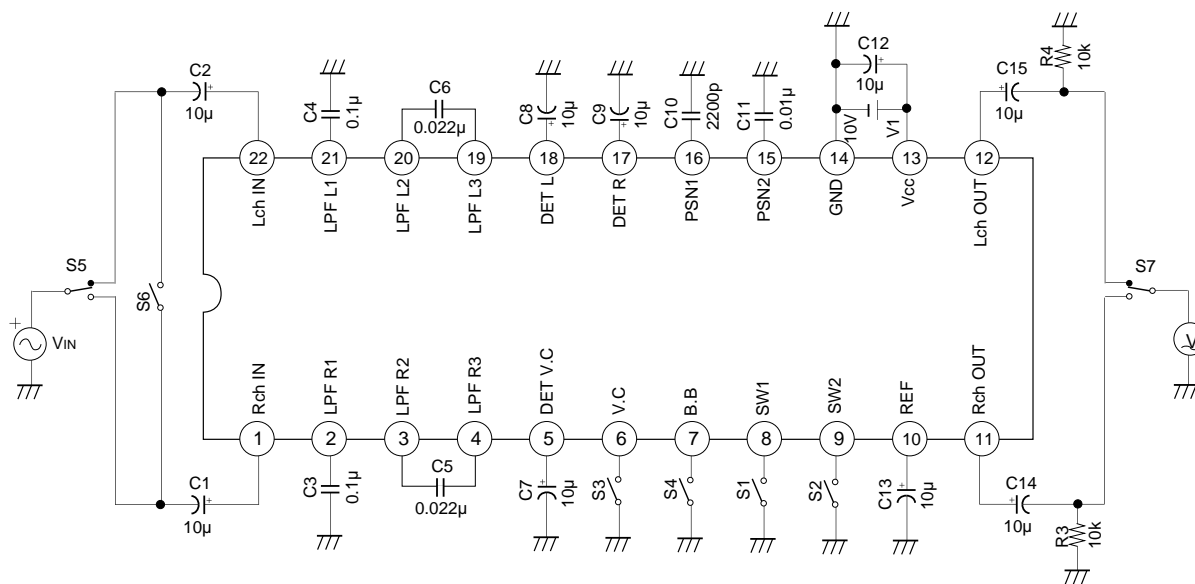 C2
10µ
C4
0.1µ
C6
0.022µ
C8
10µ
C9
10µ
C10
2200p
C11
0.01µ
C12
10µ
10V
V1
C15
10µ
R4
10k
22
21
20
19
18
17
16
15
14
13
12
Lch IN
LPF L1
LPF L2
LPF L3
DET L
DET R
PSN1
PSN2
GND
Vcc
Lch OUT
S5
S6
S7
+
VIN
V
Rch IN
LPF R1
LPF R2
LPF R3
DET V.C
V.C
B.B
SW1
SW2
REF
Rch OUT
1
2
3
4
5
6
7
8
9
10
11
C1
10µ
C3
0.1µ
C5
0.022µ
C7
10µ
S3
S4
S1
S2
C13
10µ
C14
10µ
R3
10k